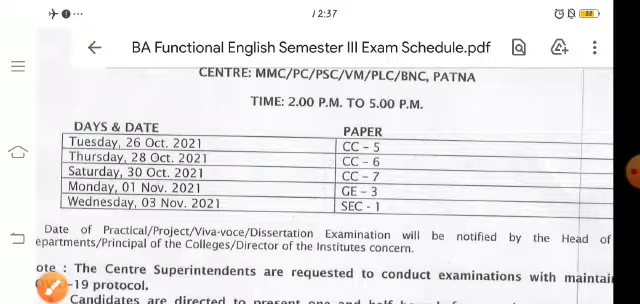 12:37
BA Functional English Semester III Exam Schedule.pdf
CENTRE: MMC/PC/PSC/VM/PLC/BNC, PATNA
TIME: 2.00 P.M. TO 5.00 P.M.
DAYS & DATE PAPER
Tuesday, 26 Oct. 2021 CC - 5
Thursday, 28 Oct. 2021 CC - 6
Saturday, 30 Oct. 2021 CC - 7
Monday, 01 Nov. 2021 GE - 3
Wednesday, 03 Nov. 2021 SEC - 1
Date of Practical/Project/Viva-voce/Dissertation Examination will be notified by the Head of
epartments/Principal of the Colleges/Director of the Institutes concern.
ote : The Centre Superintendents are requested to conduct examinations with maintai
-19 protocol.
Candidates are directed to present one and half